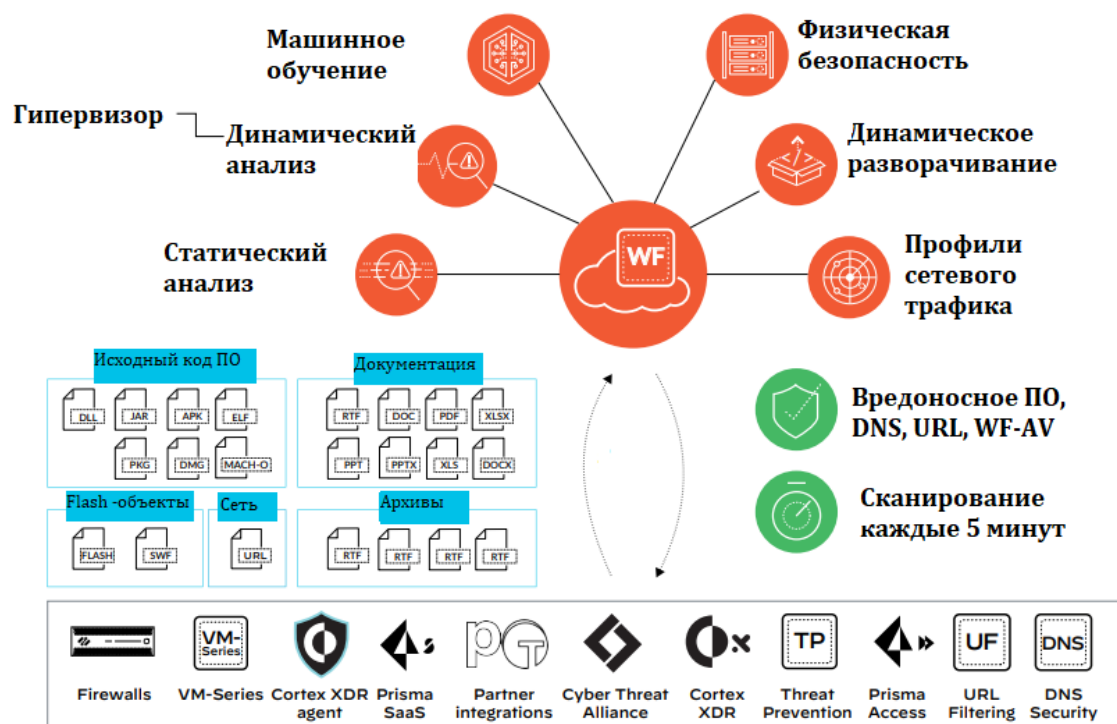 Машинное
обучение
Физическая
безопасность
Гипервизор
Динамический
анализ
Динамическое
разворачивание
WF
Статический
анализ
Профили
сетевого
трафика
Исходный код ПО
DLL JAR APK ELF
PKG DMG MACH-O
Документация
RTF DOC PDF XLSX
PPT PPTX XLS DOCX
Вредоносное ПО,
DNS, URL, WF-AV
Flash -объекты
FLASH SWF
Сеть
URL
Архивы
RTF RTF RTF RTF
Сканирование
каждые 5 минут
VM-
Series
S
PT
X
TP
UF
DNS
Firewalls
VM-Series
Cortex XDR
agent
Prisma
SaaS
Partner
integrations
Cyber Threat
Alliance
Cortex
XDR
Threat
Prevention
Prisma
Access
URL
Filtering
DNS
Security